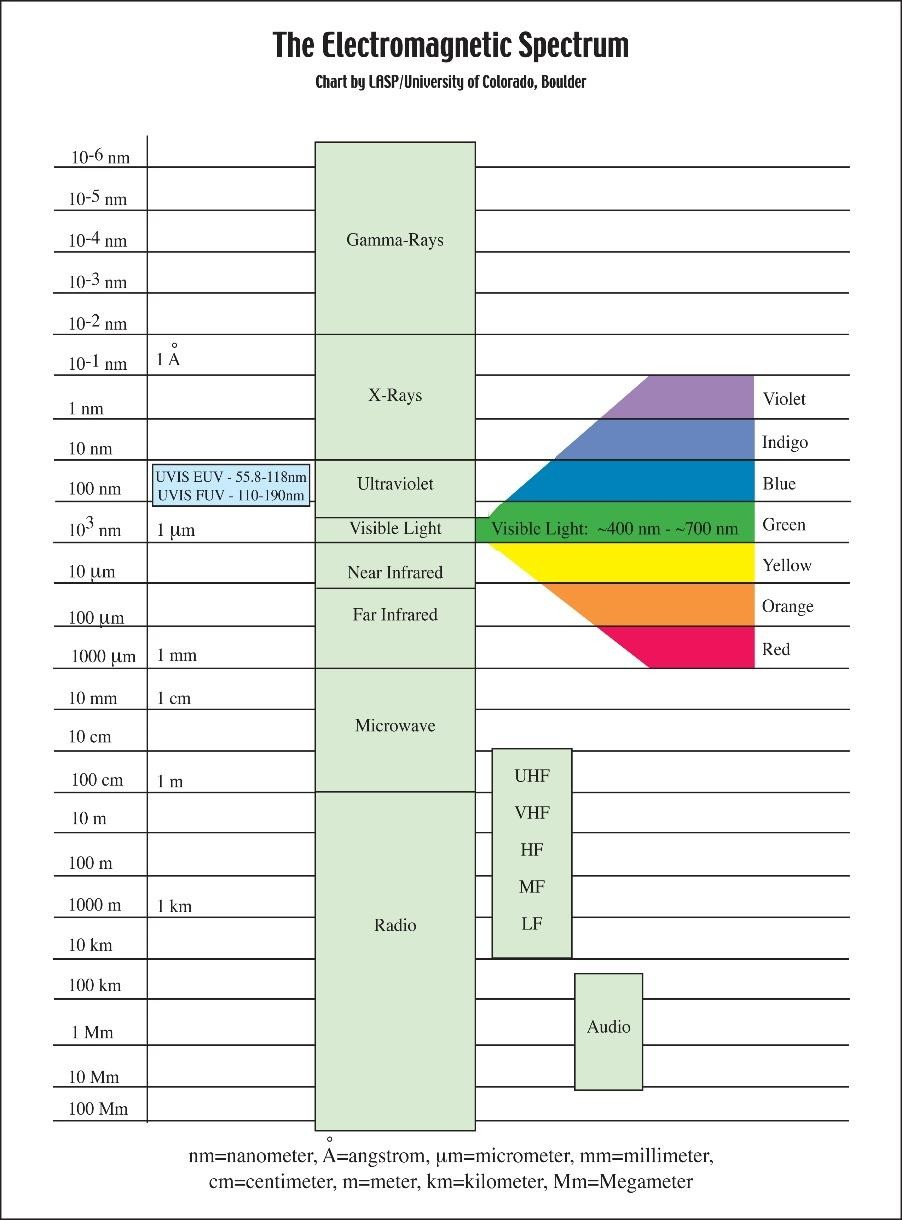 The Electromagnetic Spectrum
Chart by LASP/University of Colorado, Boulder
10-6 nm
10-5 nm
10-4 nm
Gamma-Rays
10-3 nm
10-2 nm
10-1 nm
1 Å
X-Rays
1 nm
Violet
10 nm
Indigo
100 nm
UVIS EUV - 55.8-118nm
UVIS FUV - 110-190nm
Ultraviolet
Blue
103 nm
1 µm
Visible Light
Visible Light: ~400 nm - ~700 nm
Green
10 µm
Near Infrared
Yellow
100 µm
Far Infrared
Orange
1000 µm
1 mm
Red
10 mm
1 cm
Microwave
10 cm
100 cm
1 m
UHF
10 m
VHF
HF
100 m
MF
1000 m
1 km
Radio
LF
10 km
100 km
1 Mm
Audio
10 Mm
100 Mm
nm=nanometer, Å=angstrom, µm=micrometer, mm=millimeter,
cm=centimeter, m=meter, km=kilometer, Mm=Megameter